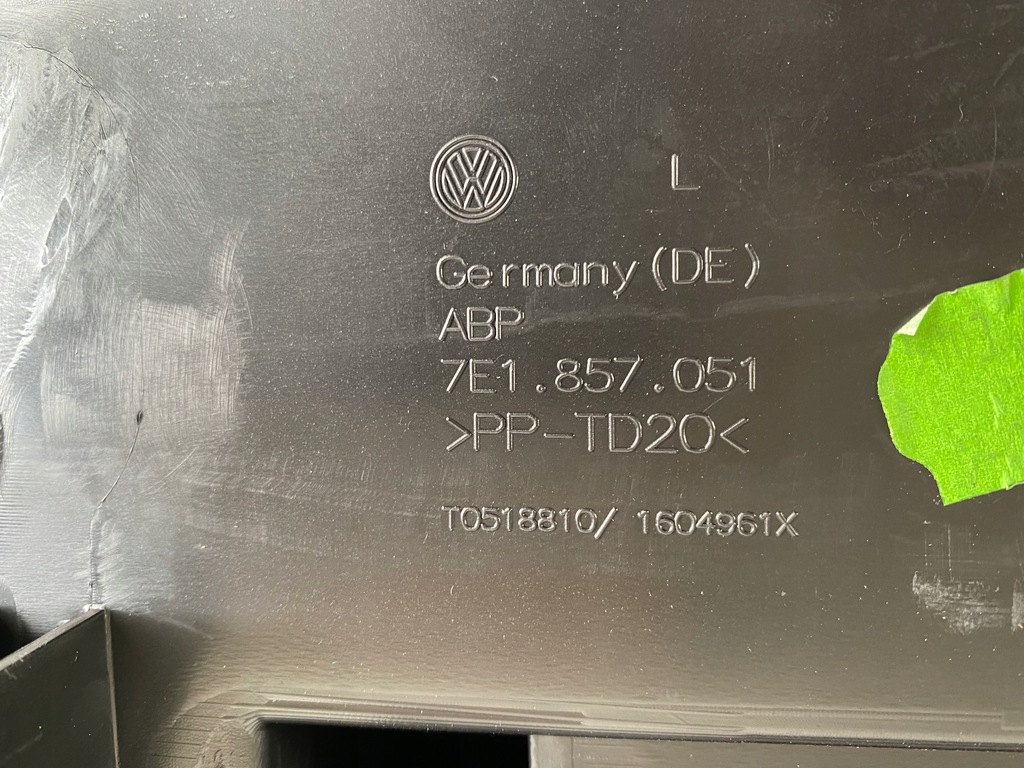 L
Germany (DE)
ABP
7E1.857.051
>PP-TD20<
T0518810/ 1604961X